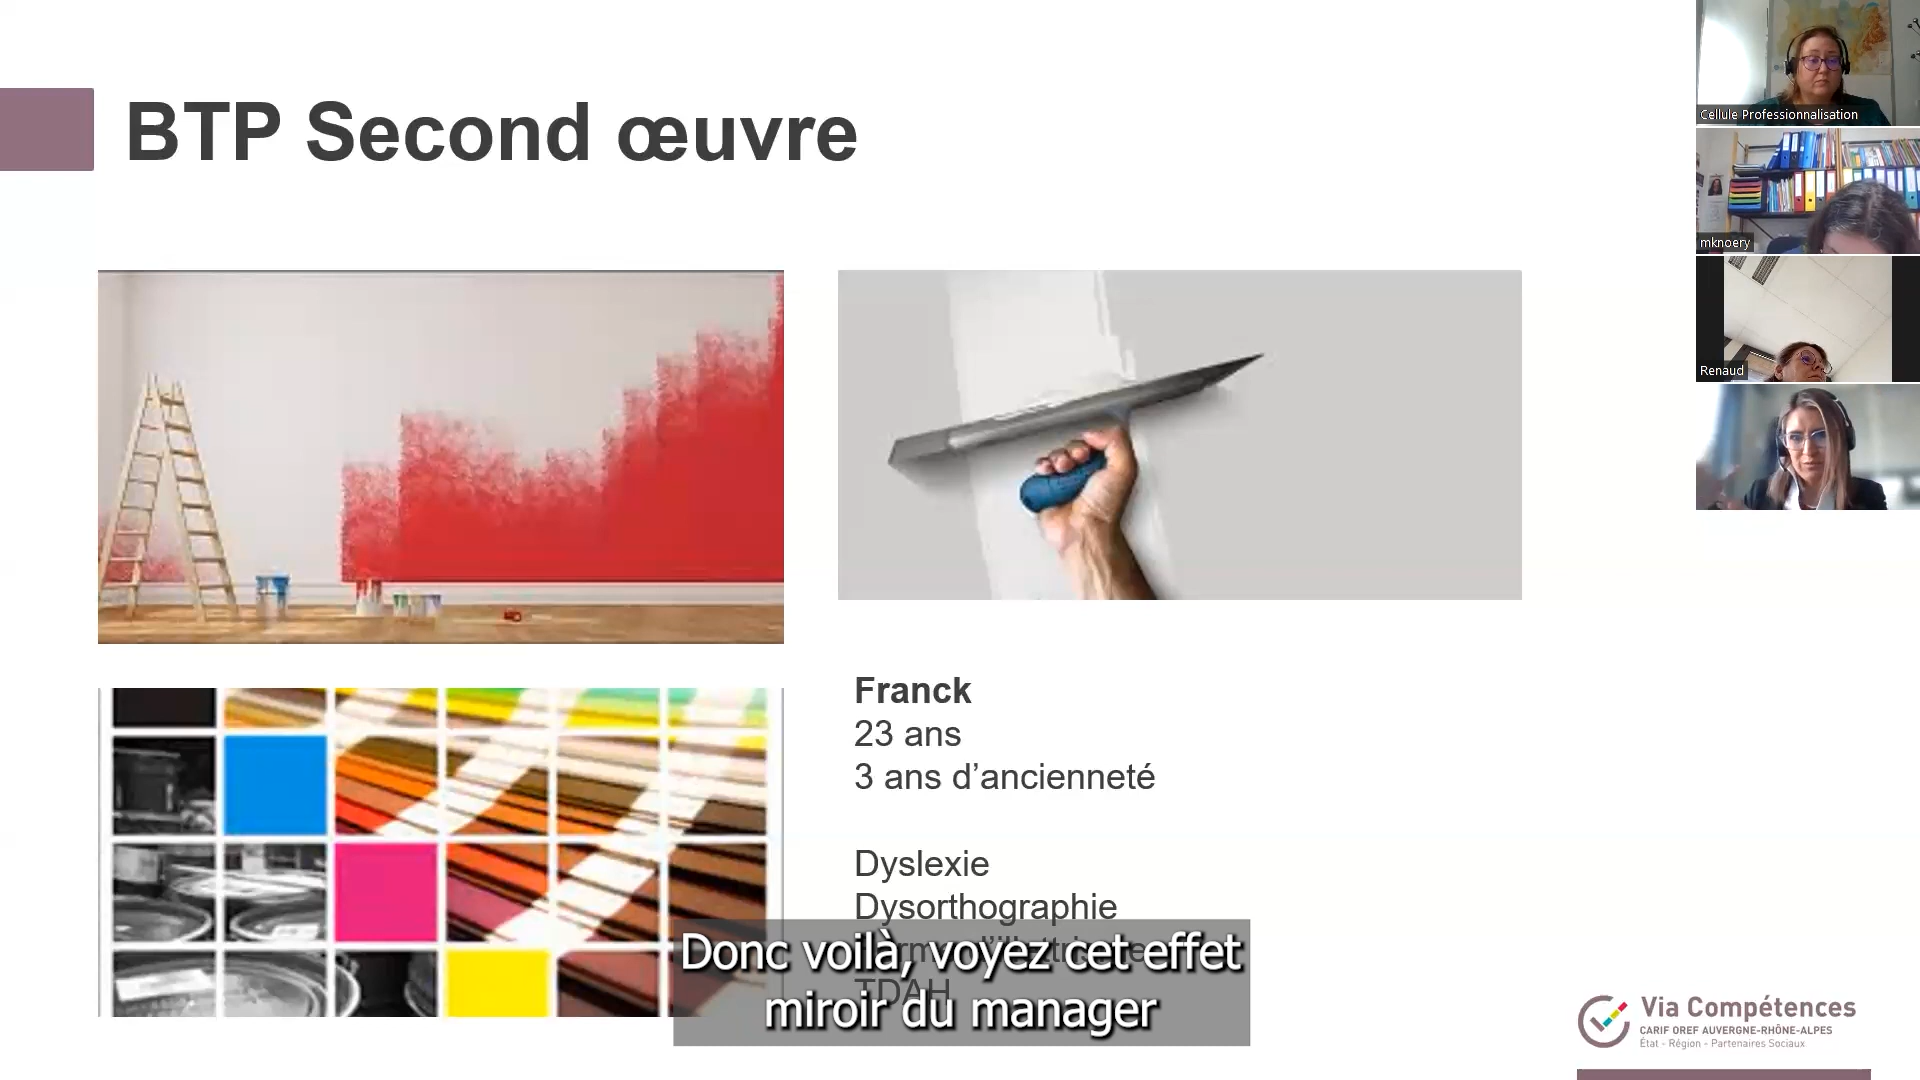 BTP Second œuvre
Cellule Professionnalisation
mknoery
Renaud
Franck
23 ans
3 ans d’ancienneté
Dyslexie
Dysorthographie
TDAH
Donc voilà, voyez cet effet
miroir du manager
Via Compétences
CARIF OREF AUVERGNE-RHÔNE-ALPES
État - Région - Partenaires Sociaux